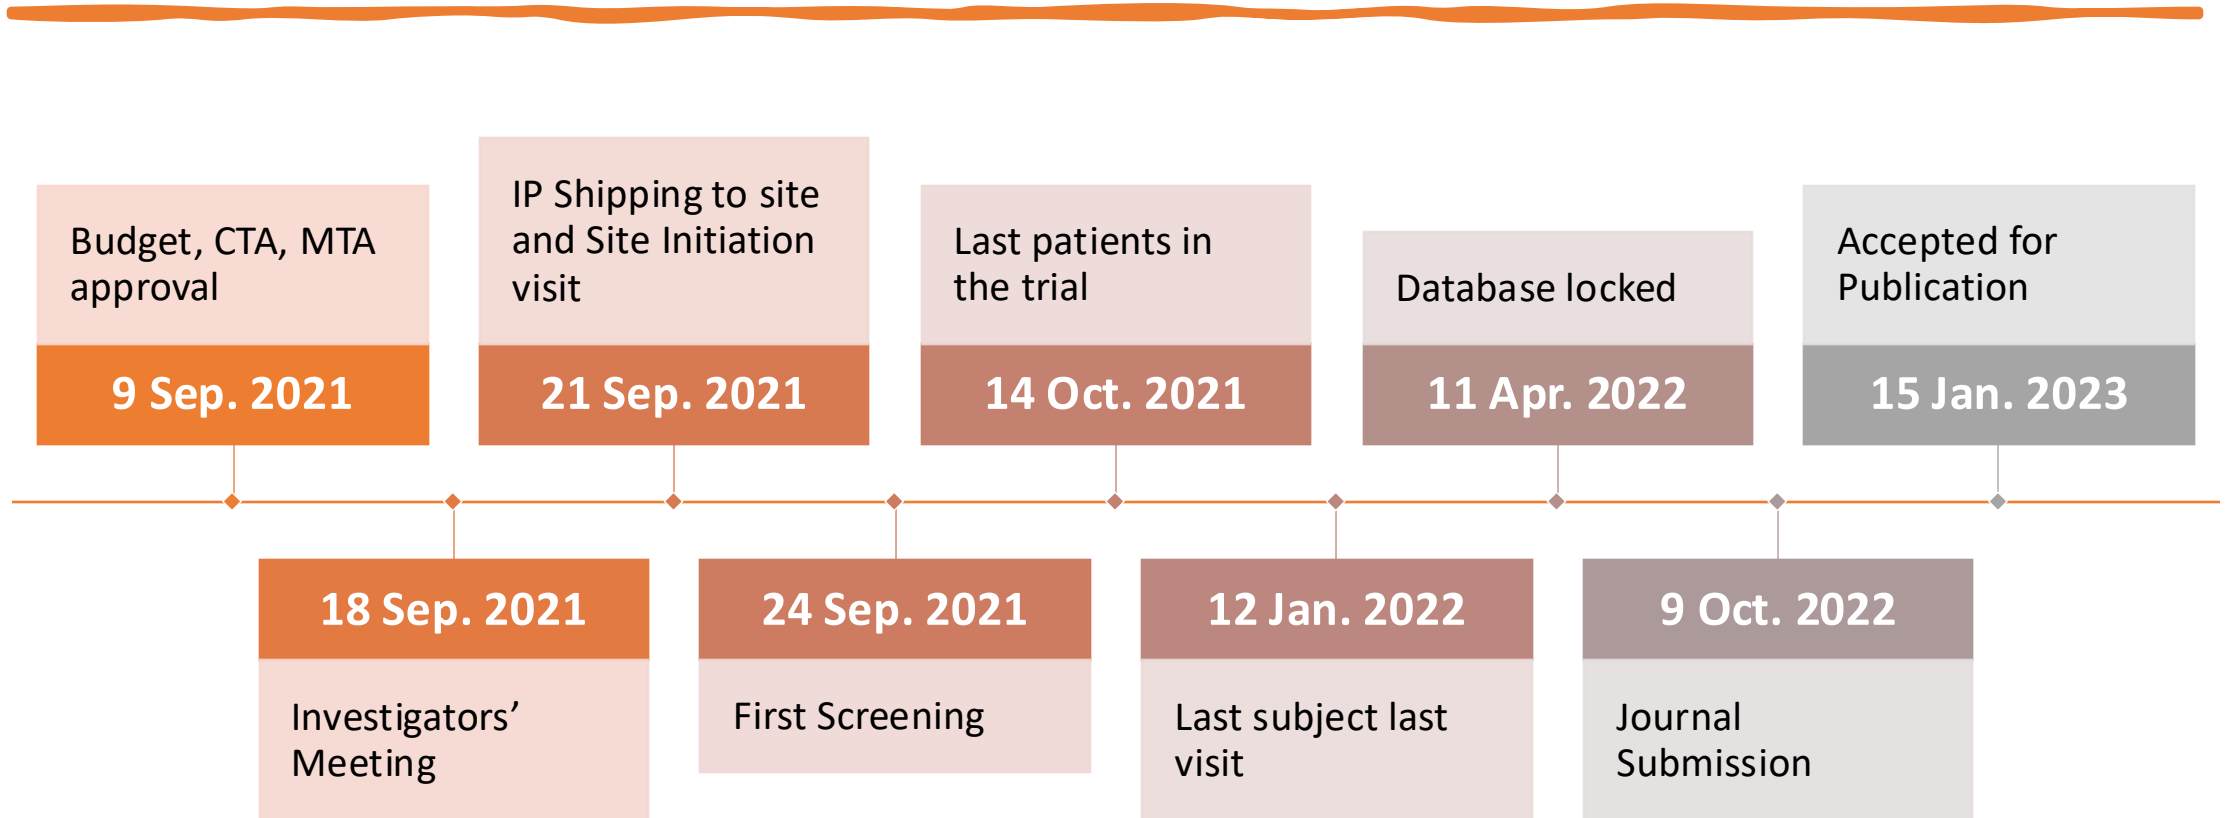 Budget, CTA, MTA
approval
9 Sep. 2021
18 Sep. 2021
Investigators’
Meeting
IP Shipping to site
and Site Initiation
visit
21 Sep. 2021
24 Sep. 2021
First Screening
Last patients in
the trial
14 Oct. 2021
12 Jan. 2022
Last subject last
visit
Database locked
11 Apr. 2022
9 Oct. 2022
Journal
Submission
Accepted for
Publication
15 Jan. 2023